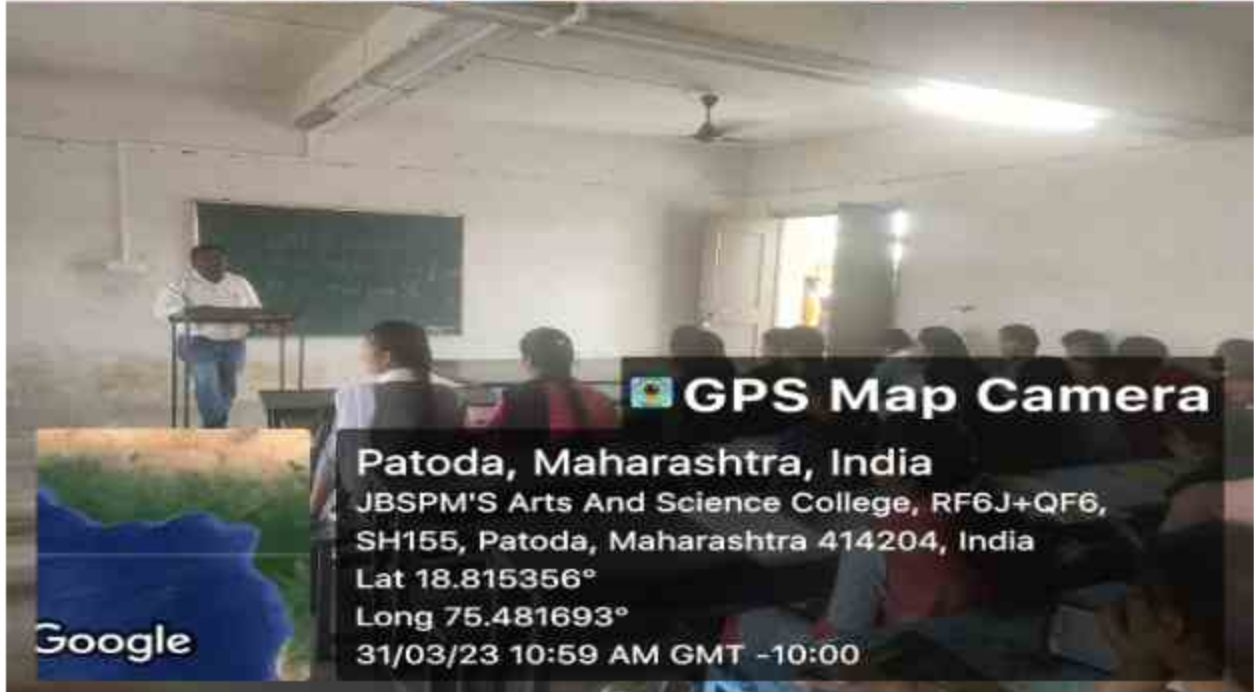 GPS Map Camera
Patoda, Maharashtra, India
JBSPM'S Arts And Science College, RF6J+QF6,
SH155, Patoda, Maharashtra 414204, India
Lat 18.815356°
Long 75.481693°
31/03/23 10:59 AM GMT -10:00
Google